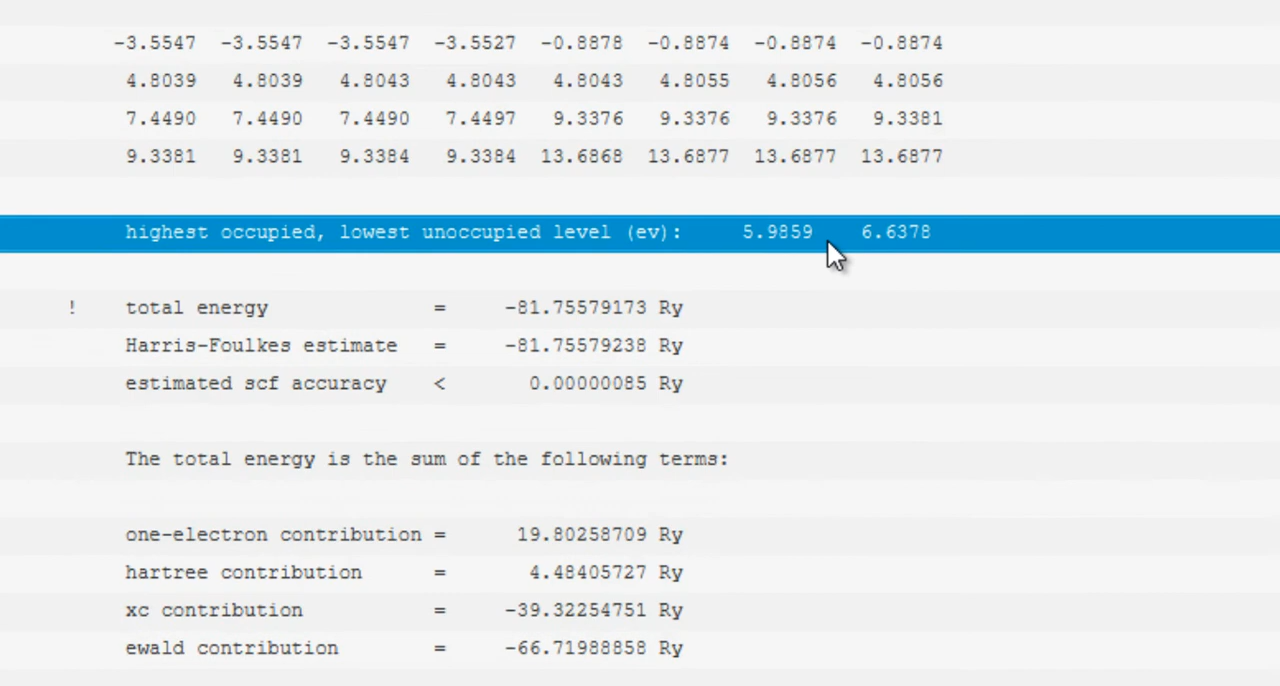 -3.5547 -3.5547 -3.5547 -3.5527 -0.8878 -0.8874 -0.8874 -0.8874
4.8039 4.8039 4.8043 4.8043 4.8043 4.8055 4.8056 4.8056
7.4490 7.4490 7.4490 7.4497 9.3376 9.3376 9.3376 9.3381
9.3381 9.3381 9.3384 9.3384 13.6868 13.6877 13.6877 13.6877
highest occupied, lowest unoccupied level (ev): 5.9859 6.6378
! total energy = -81.75579173 Ry
Harris-Foulkes estimate = -81.75579238 Ry
estimated scf accuracy < 0.00000085 Ry
The total energy is the sum of the following terms:
one-electron contribution = 19.80258709 Ry
hartree contribution = 4.48405727 Ry
xc contribution = -39.32254751 Ry
ewald contribution = -66.71988858 Ry